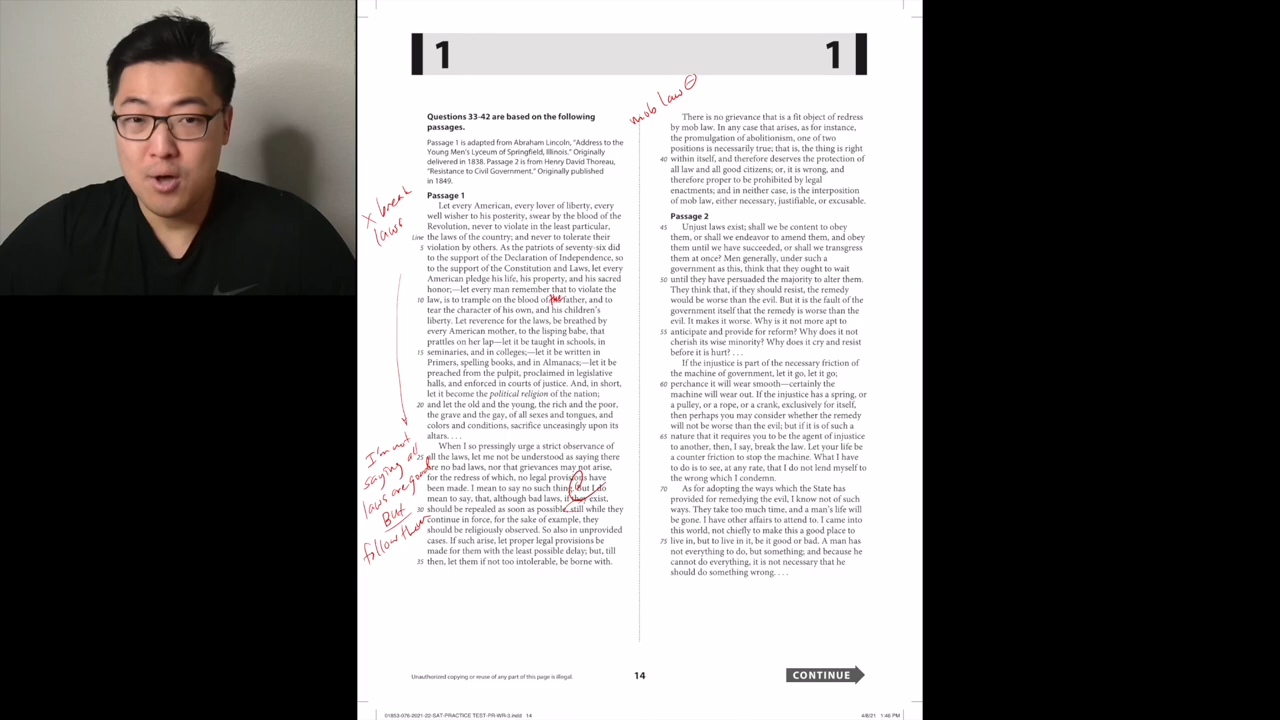 1
1
mob law ⊖
Questions 33-42 are based on the following
passages.
Passage 1 is adapted from Abraham Lincoln, "Address to the
Young Men's Lyceum of Springfield, Illinois." Originally
delivered in 1838. Passage 2 is from Henry David Thoreau,
"Resistance to Civil Government." Originally published
in 1849.
X break
laws
Passage 1
Let every American, every lover of liberty, every
well wisher to his posterity, swear by the blood of the
Revolution, never to violate in the least particular,
Line the laws of the country; and never to tolerate their
5 violation by others. As the patriots of seventy-six did
to the support of the Declaration of Independence, so
to the support of the Constitution and Laws, let every
American pledge his life, his property, and his sacred
honor;—let every man remember that to violate the
10 law, is to trample on the blood of the father, and to
tear the character of his own, and his children's
liberty. Let reverence for the laws, be breathed by
every American mother, to the lisping babe, that
prattles on her lap—let it be taught in schools, in
15 seminaries, and in colleges;—let it be written in
Primers, spelling books, and in Almanacs;—let it be
preached from the pulpit, proclaimed in legislative
halls, and enforced in courts of justice. And, in short,
let it become the political religion of the nation;
20 and let the old and the young, the rich and the poor,
the grave and the gay, of all sexes and tongues, and
colors and conditions, sacrifice unceasingly upon its
altars. . . .
I'm not
saying all
laws are good
BUT
follow them
When I so pressingly urge a strict observance of
25 all the laws, let me not be understood as saying there
are no bad laws, nor that grievances may not arise,
for the redress of which, no legal provisions have
been made. I mean to say no such thing. But I do
mean to say, that, although bad laws, if they exist,
30 should be repealed as soon as possible, still while they
continue in force, for the sake of example, they
should be religiously observed. So also in unprovided
cases. If such arise, let proper legal provisions be
made for them with the least possible delay; but, till
35 then, let them if not too intolerable, be borne with.
There is no grievance that is a fit object of redress
by mob law. In any case that arises, as for instance,
the promulgation of abolitionism, one of two
positions is necessarily true; that is, the thing is right
40 within itself, and therefore deserves the protection of
all law and all good citizens; or, it is wrong, and
therefore proper to be prohibited by legal
enactments; and in neither case, is the interposition
of mob law, either necessary, justifiable, or excusable.
Passage 2
45 Unjust laws exist; shall we be content to obey
them, or shall we endeavor to amend them, and obey
them until we have succeeded, or shall we transgress
them at once? Men generally, under such a
government as this, think that they ought to wait
50 until they have persuaded the majority to alter them.
They think that, if they should resist, the remedy
would be worse than the evil. But it is the fault of the
government itself that the remedy is worse than the
evil. It makes it worse. Why is it not more apt to
55 anticipate and provide for reform? Why does it not
cherish its wise minority? Why does it cry and resist
before it is hurt? . . .
If the injustice is part of the necessary friction of
the machine of government, let it go, let it go;
60 perchance it will wear smooth—certainly the
machine will wear out. If the injustice has a spring, or
a pulley, or a rope, or a crank, exclusively for itself,
then perhaps you may consider whether the remedy
will not be worse than the evil; but if it is of such a
65 nature that it requires you to be the agent of injustice
to another, then, I say, break the law. Let your life be
a counter friction to stop the machine. What I have
to do is to see, at any rate, that I do not lend myself to
the wrong which I condemn.
70 As for adopting the ways which the State has
provided for remedying the evil, I know not of such
ways. They take too much time, and a man's life will
be gone. I have other affairs to attend to. I came into
this world, not chiefly to make this a good place to
75 live in, but to live in it, be it good or bad. A man has
not everything to do, but something; and because he
cannot do everything, it is not necessary that he
should do something wrong. . . .
Unauthorized copying or reuse of any part of this page is illegal.
14
CONTINUE
01853-076-2021-22-SAT-PRACTICE TEST-PR-WR-3.indd 14
4/8/21 1:46 PM